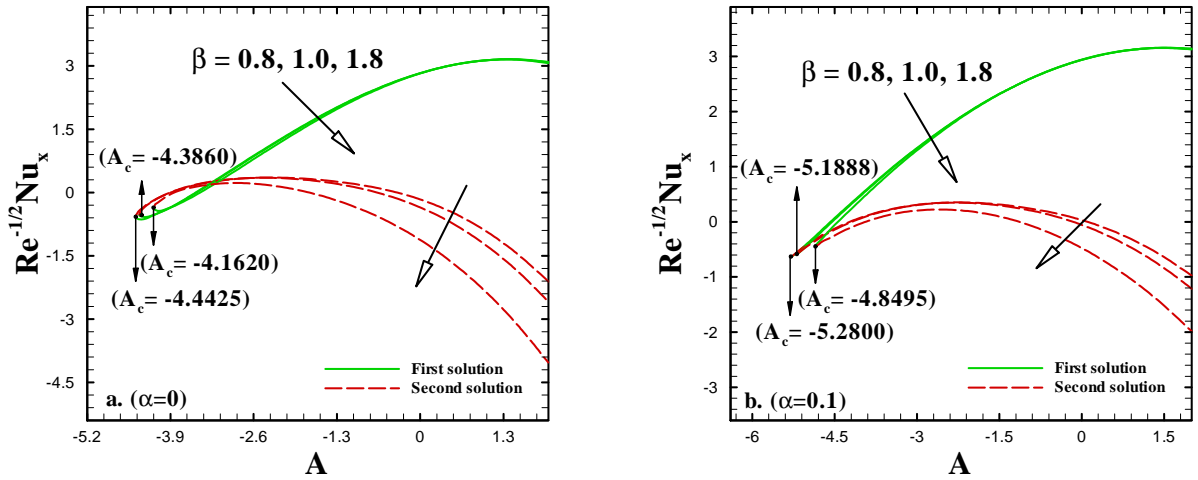 β = 0.8, 1.0, 1.8
Re^-1/2 Nu_x
3
1.5
0
-1.5
-3
-4.5
(A_c= -4.3860)
(A_c= -4.1620)
(A_c= -4.4425)
First solution
Second solution
a. (α=0)
-5.2 -3.9 -2.6 -1.3 0 1.3
A
β = 0.8, 1.0, 1.8
Re^-1/2 Nu_x
3
2
1
0
-1
-2
-3
(A_c= -5.1888)
(A_c= -4.8495)
(A_c= -5.2800)
First solution
Second solution
b. (α=0.1)
-6 -4.5 -3 -1.5 0 1.5
A